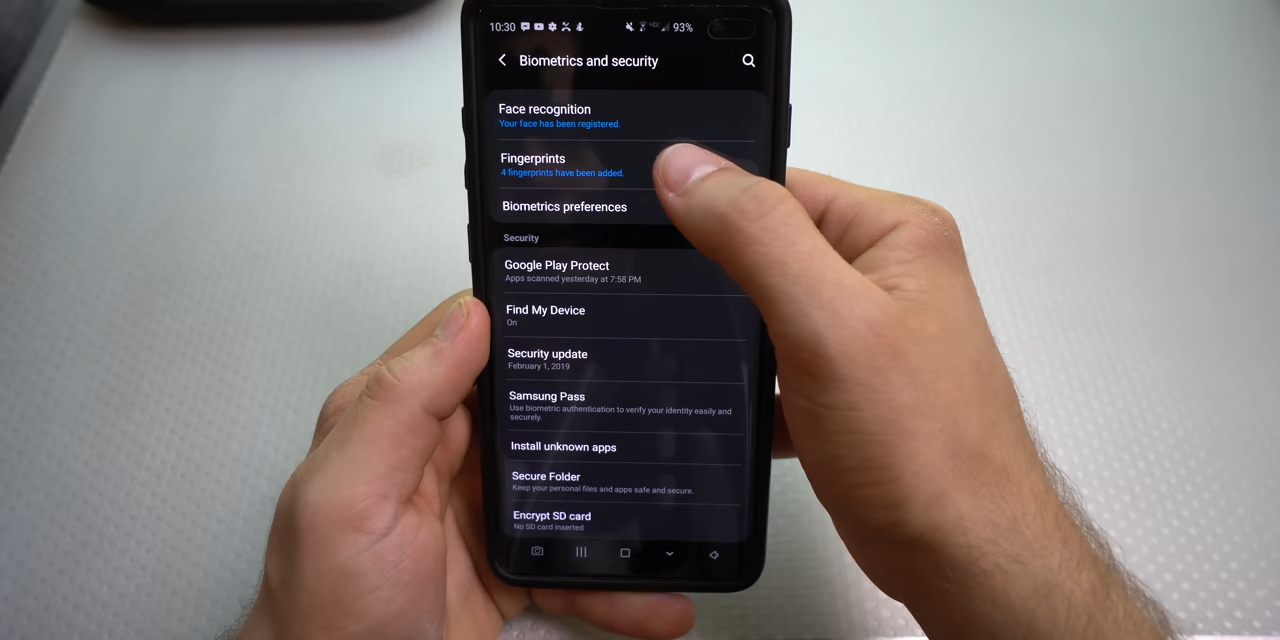 10:30
93%
Biometrics and security
Face recognition
Your face has been registered.
Fingerprints
4 fingerprints have been added.
Biometrics preferences
Security
Google Play Protect
Apps scanned yesterday at 7:58 PM
Find My Device
On
Security update
February 1, 2019
Samsung Pass
Use biometric authentication to verify your identity easily and
securely.
Install unknown apps
Secure Folder
Keep your personal files and apps safe and secure.
Encrypt SD card
No SD card inserted